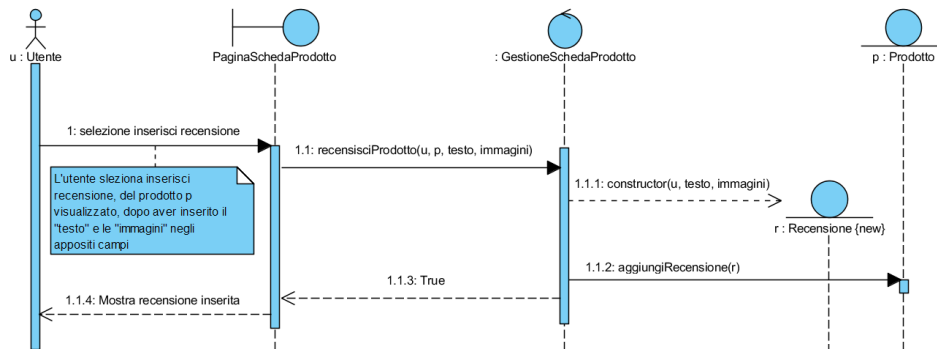 u : Utente
PaginaSchedaProdotto
: GestioneSchedaProdotto
p : Prodotto
1: selezione inserisci recensione
1.1: recensisciProdotto(u, p, testo, immagini)
L'utente sleziona inserisci
recensione, del prodotto p
visualizzato, dopo aver inserito il
"testo" e le "immagini" negli
appositi campi
1.1.1: constructor(u, testo, immagini)
r : Recensione {new}
1.1.2: aggiungiRecensione(r)
1.1.3: True
1.1.4: Mostra recensione inserita